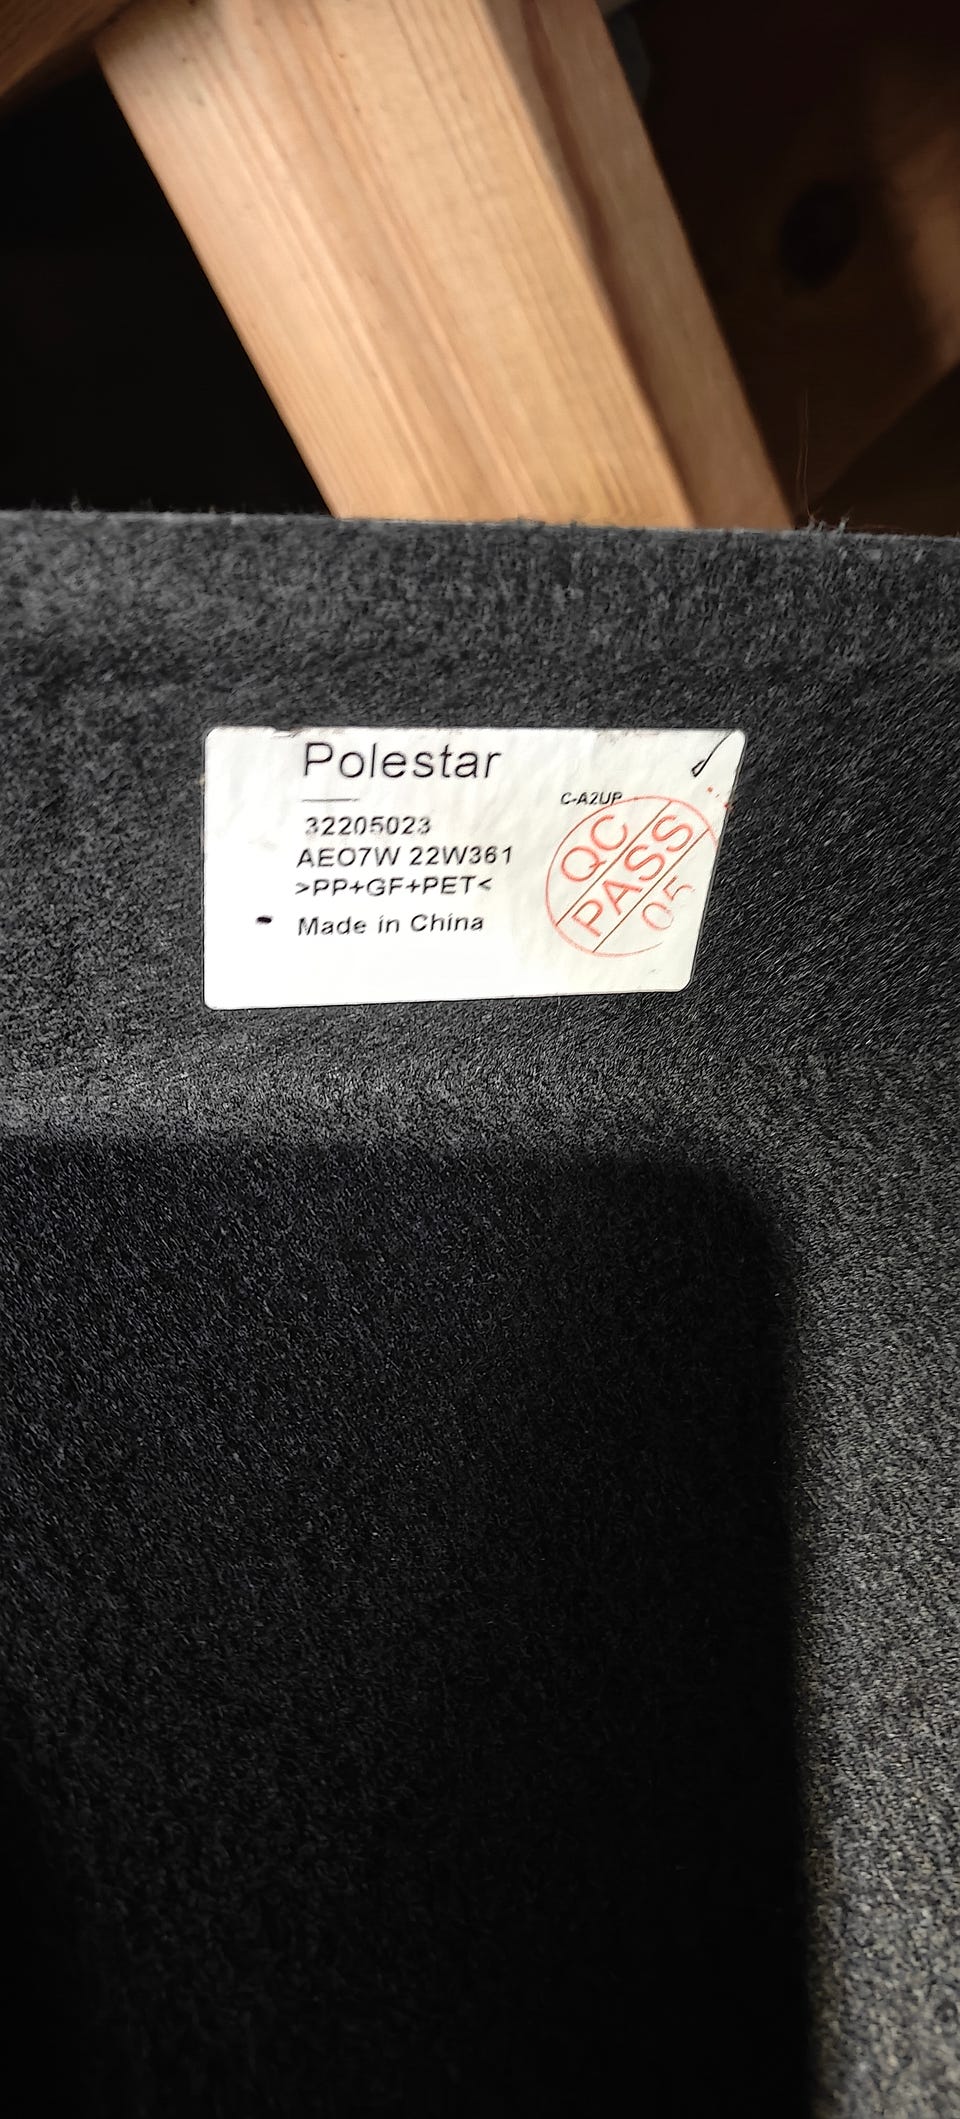 Polestar
C-A2UP
32205023
AEO7W 22W361
>PP+GF+PET<
Made in China
QC
PASS
05